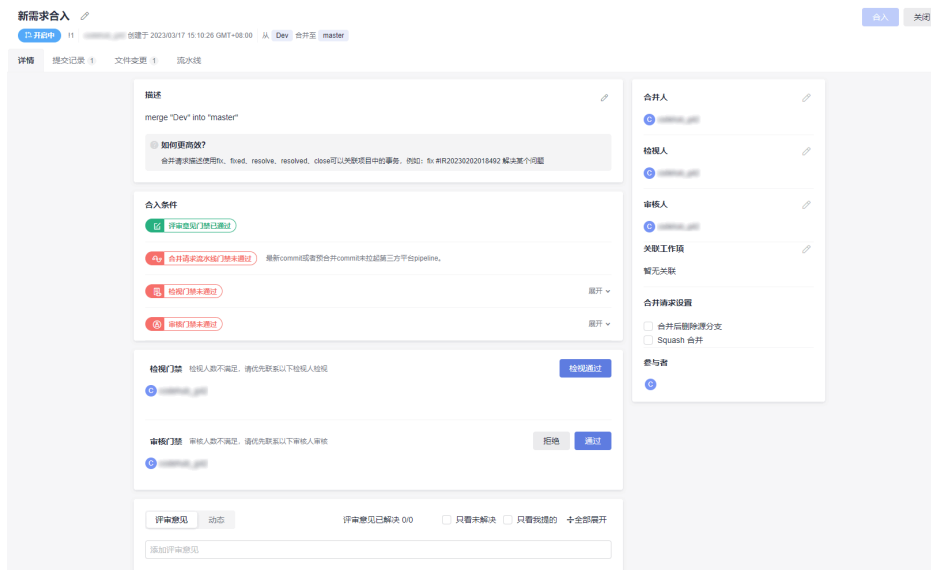 新需求合入
合入
关闭
开启中 !1 创建于 2023/03/17 15:10:26 GMT+08:00 从 Dev 合并至 master
详情 提交记录 1 文件变更 1 流水线
描述
merge "Dev" into "master"
如何更高效?
合并请求描述使用fix、fixed、resolve、resolved、close可以关联项目中的事务，例如：fix #IR20230202018492 解决某个问题
合入条件
评审意见门禁已通过
合并请求流水线门禁未通过 最新commit或者预合并commit未拉起第三方平台pipeline。
检视门禁未通过 展开
审核门禁未通过 展开
检视门禁 检视人数不满足，请优先联系以下检视人检视 检视通过
C
审核门禁 审核人数不满足，请优先联系以下审核人审核 拒绝 通过
C
评审意见 动态 评审意见已解决 0/0 只看未解决 只看我提的 全部展开
添加评审意见
合并人
C
检视人
C
审核人
C
关联工作项
暂无关联
合并请求设置
合并后删除源分支
Squash 合并
参与者
C